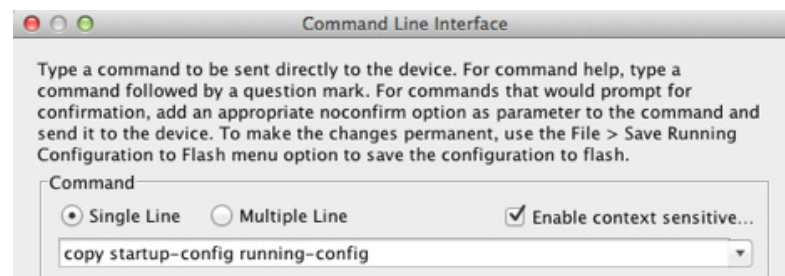 Command Line Interface
Type a command to be sent directly to the device. For command help, type a
command followed by a question mark. For commands that would prompt for
confirmation, add an appropriate noconfirm option as parameter to the command and
send it to the device. To make the changes permanent, use the File > Save Running
Configuration to Flash menu option to save the configuration to flash.
Command
Single Line Multiple Line Enable context sensitive...
copy startup-config running-config